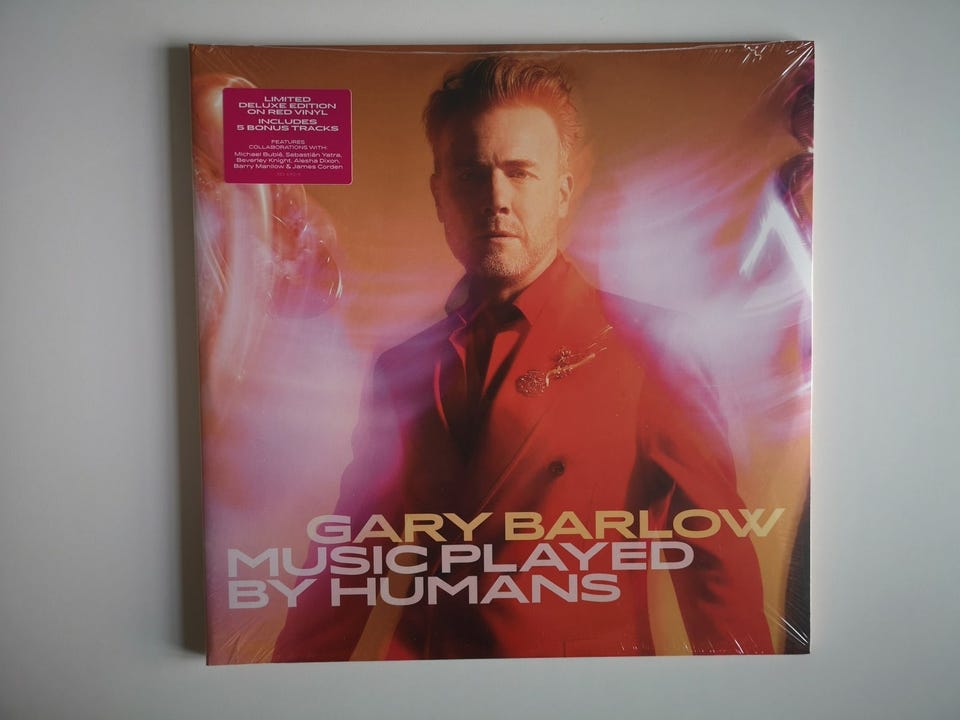 LIMITED
DELUXE EDITION
ON RED VINYL
INCLUDES
5 BONUS TRACKS
FEATURES
COLLABORATIONS WITH:
Michael Bublé, Sebastián Yatra,
Beverley Knight, Alesha Dixon,
Barry Manilow & James Corden
GARY BARLOW
MUSIC PLAYED
BY HUMANS